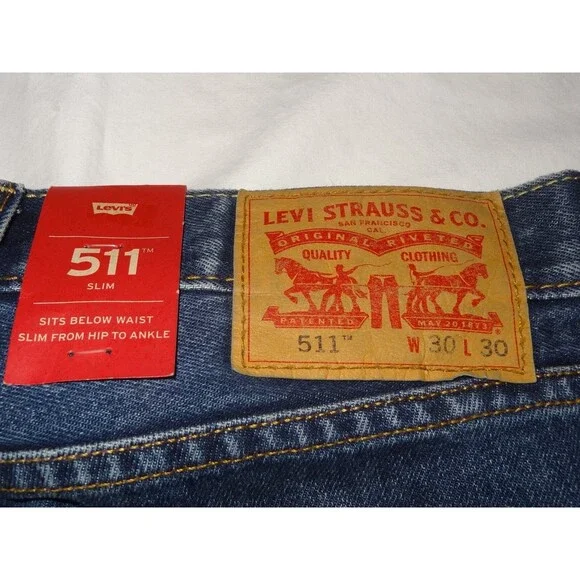 Levi's
511™
SLIM
SITS BELOW WAIST
SLIM FROM HIP TO ANKLE
LEVI STRAUSS & CO.
SAN FRANCISCO
CAL
ORIGINAL RIVETED
QUALITY CLOTHING
PATENTED MAY 20 1873
511™ W 30 L 30